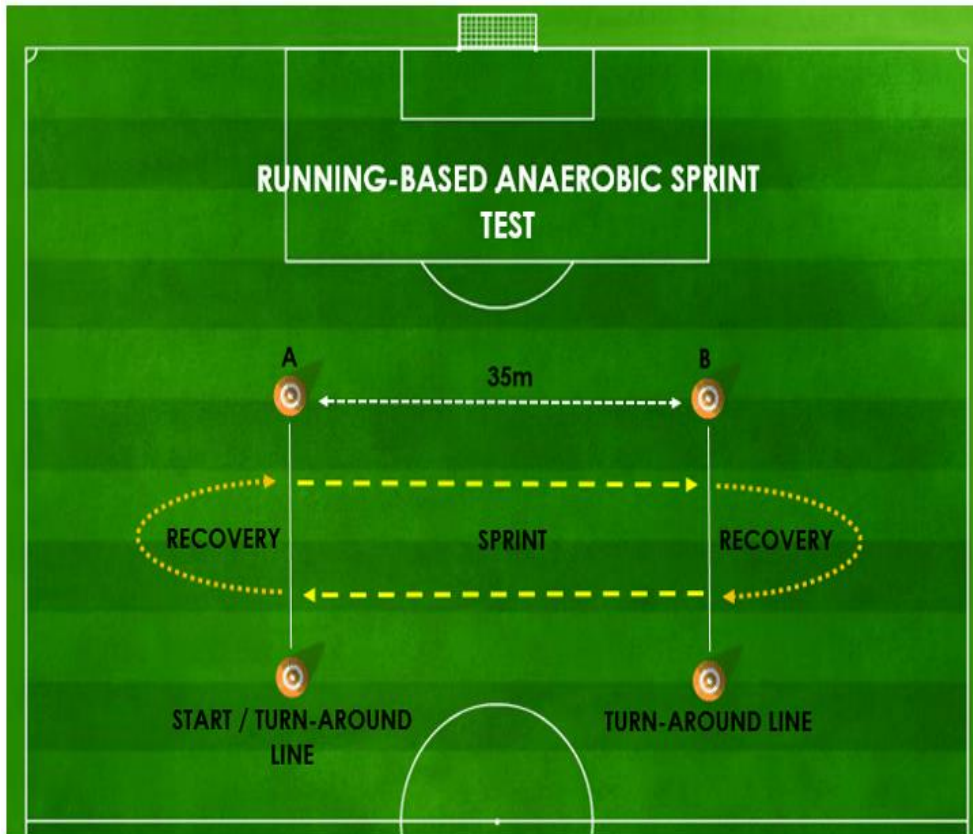 RUNNING-BASED ANAEROBIC SPRINT
TEST
A
B
35m
RECOVERY
SPRINT
RECOVERY
START / TURN-AROUND
LINE
TURN-AROUND LINE